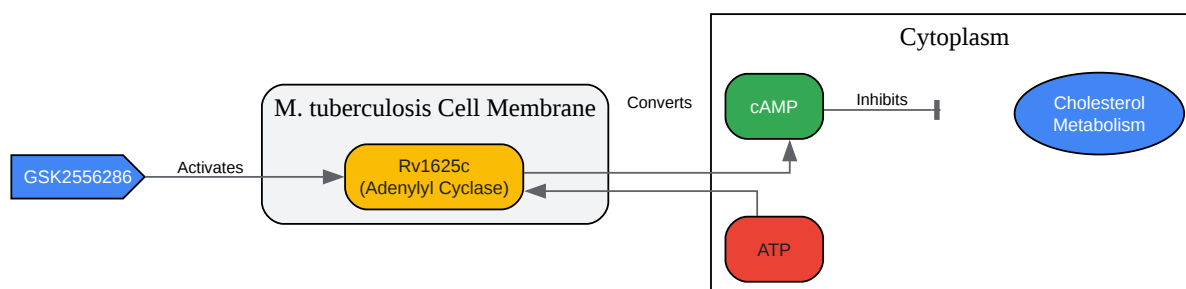 Cytoplasm
M. tuberculosis Cell Membrane
Converts
cAMP
Inhibits
Cholesterol
Metabolism
GSK2556286
Activates
Rv1625c
(Adenylyl Cyclase)
ATP